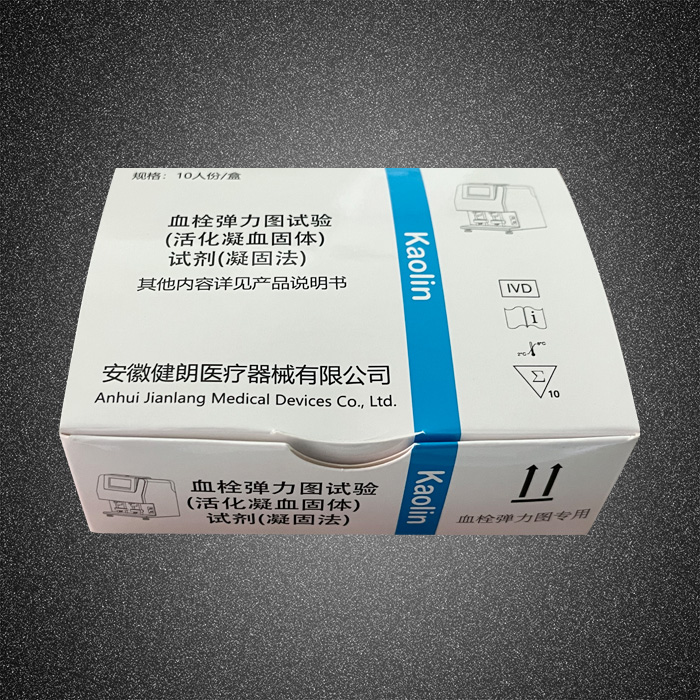 规格：10人份/盒
血栓弹力图试验
(活化凝血固体)
试剂(凝固法)
其他内容详见产品说明书
安徽健朗医疗器械有限公司
Anhui Jianlang Medical Devices Co., Ltd.
Kaolin
IVD
i
2℃
8℃
Σ
10
血栓弹力图试验
(活化凝血固体)
试剂(凝固法)
Kaolin
血栓弹力图专用